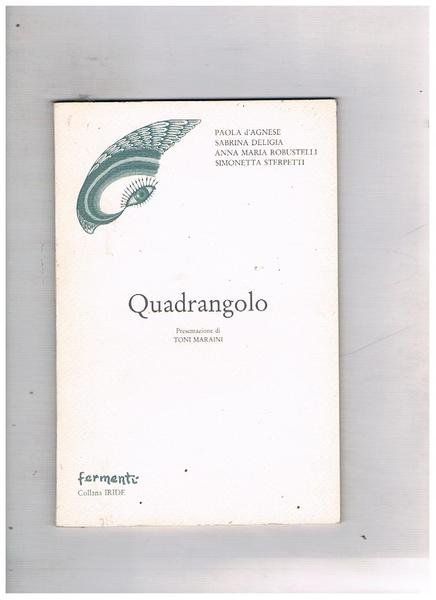 PAOLA d'AGNESE
SABRINA DELIGIA
ANNA MARIA ROBUSTELLI
SIMONETTA STERPETTI
Quadrangolo
Presentazione di
TONI MARAINI
fermenti
Collana IRIDE